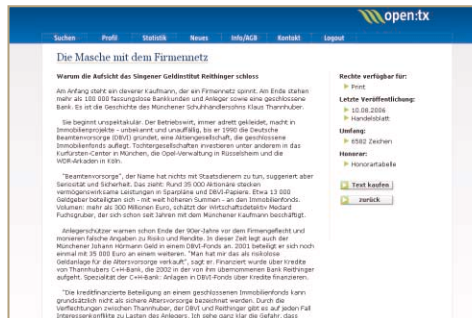 open:tx
Suchen Profil Statistik Neues Info/AGB Kontakt Logout
Die Masche mit dem Firmennetz
Warum die Aufsicht das Singener Geldinstitut Reithinger schloss
Am Anfang steht ein cleverer Kaufmann, der ein Firmennetz spinnt. Am Ende stehen
mehr als 100 000 fassungslose Bankkunden und Anleger sowie eine geschlossene
Bank. Es ist die Geschichte des Münchener Schuhhändlersohns Klaus Thannhuber.
Sie beginnt unspektakulär. Der Betriebswirt, immer adrett gekleidet, macht in
Immobilienprojekte - unbekannt und unauffällig, bis er 1990 die Deutsche
Beamtenvorsorge (DBVI) gründet, eine Aktiengesellschaft, die geschlossene
Immobilienfonds auflegt. Tochtergesellschaften investieren unter anderem in das
Kurfürsten-Center in München, die Opel-Verwaltung in Rüsselsheim und die
WDR-Arkaden in Köln.
"Beamtenvorsorge", der Name hat nichts mit Staatsdienern zu tun, suggeriert aber
Seriosität und Sicherheit. Das zieht: Rund 35 000 Aktionäre stecken
vermögenswirksame Leistungen in Sparpläne und DBVI-Papiere. Etwa 13 000
Geldgeber beteiligten sich - mit weit höheren Summen - an den Immobilienfonds.
Volumen: mehr als 300 Millionen Euro, schätzt der Wirtschaftsdetektiv Medard
Fuchsgruber, der sich schon seit Jahren mit dem Münchener Kaufmann beschäftigt.
Anlegerschützer warnen schon Ende der 90er-Jahre vor dem Firmengeflecht und
monieren falsche Angaben zu Risiko und Rendite. In dieser Zeit legt auch der
Münchener Johann Hörmann Geld in einem DBVI-Fonds an. 2001 beteiligt er sich noch
einmal mit 35 000 Euro an einem weiteren. "Man hat mir das als risikolose
Geldanlage für die Altersvorsorge verkauft", sagt er. Finanziert wurde über Kredite
von Thannhubers C+H-Bank, die 2002 in der von ihm übernommenen Bank Reithinger
aufgeht. Spezialität der C+H-Bank: Anlagen in DBVI-Fonds über Kredite finanzieren.
"Die kreditfinanzierte Beteiligung an einem geschlossenen Immobilienfonds kann
grundsätzlich nicht als sichere Altersvorsorge bezeichnet werden. Durch die
Verflechtungen zwischen Thannhuber, der DBVI und Reithinger gibt es auf jeden Fall
Interessenkonflikte zu Lasten des Anlegers. Ich sehe ganz klar die Gefahr, dass
Rechte verfügbar für:
Print
Letzte Veröffentlichung:
10.08.2006
Handelsblatt
Umfang:
6582 Zeichen
Honorar:
Honorartabelle
Text kaufen
zurück